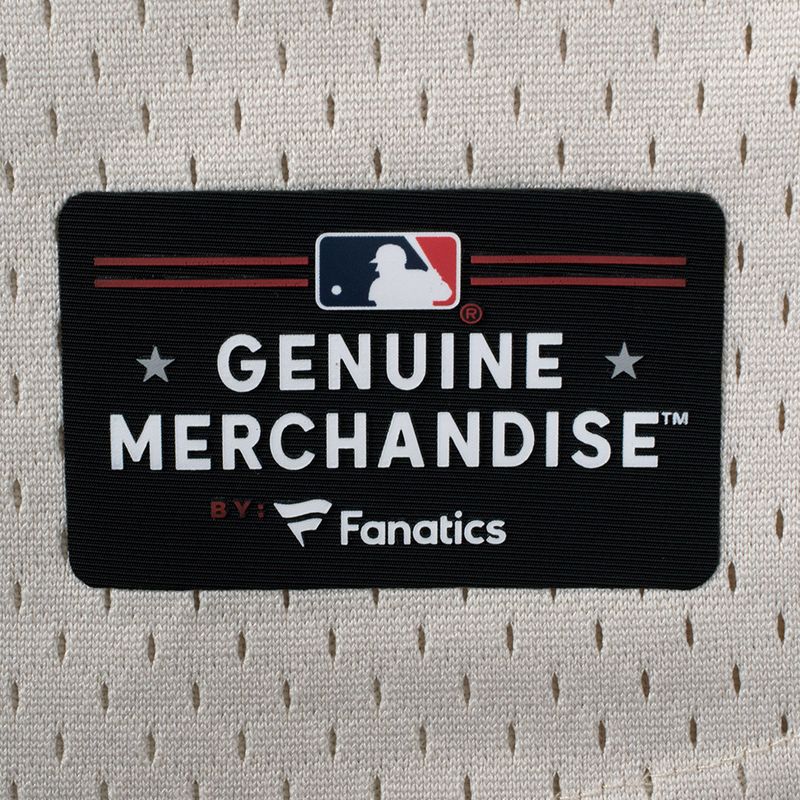 ®
GENUINE
MERCHANDISE™
BY: Fanatics